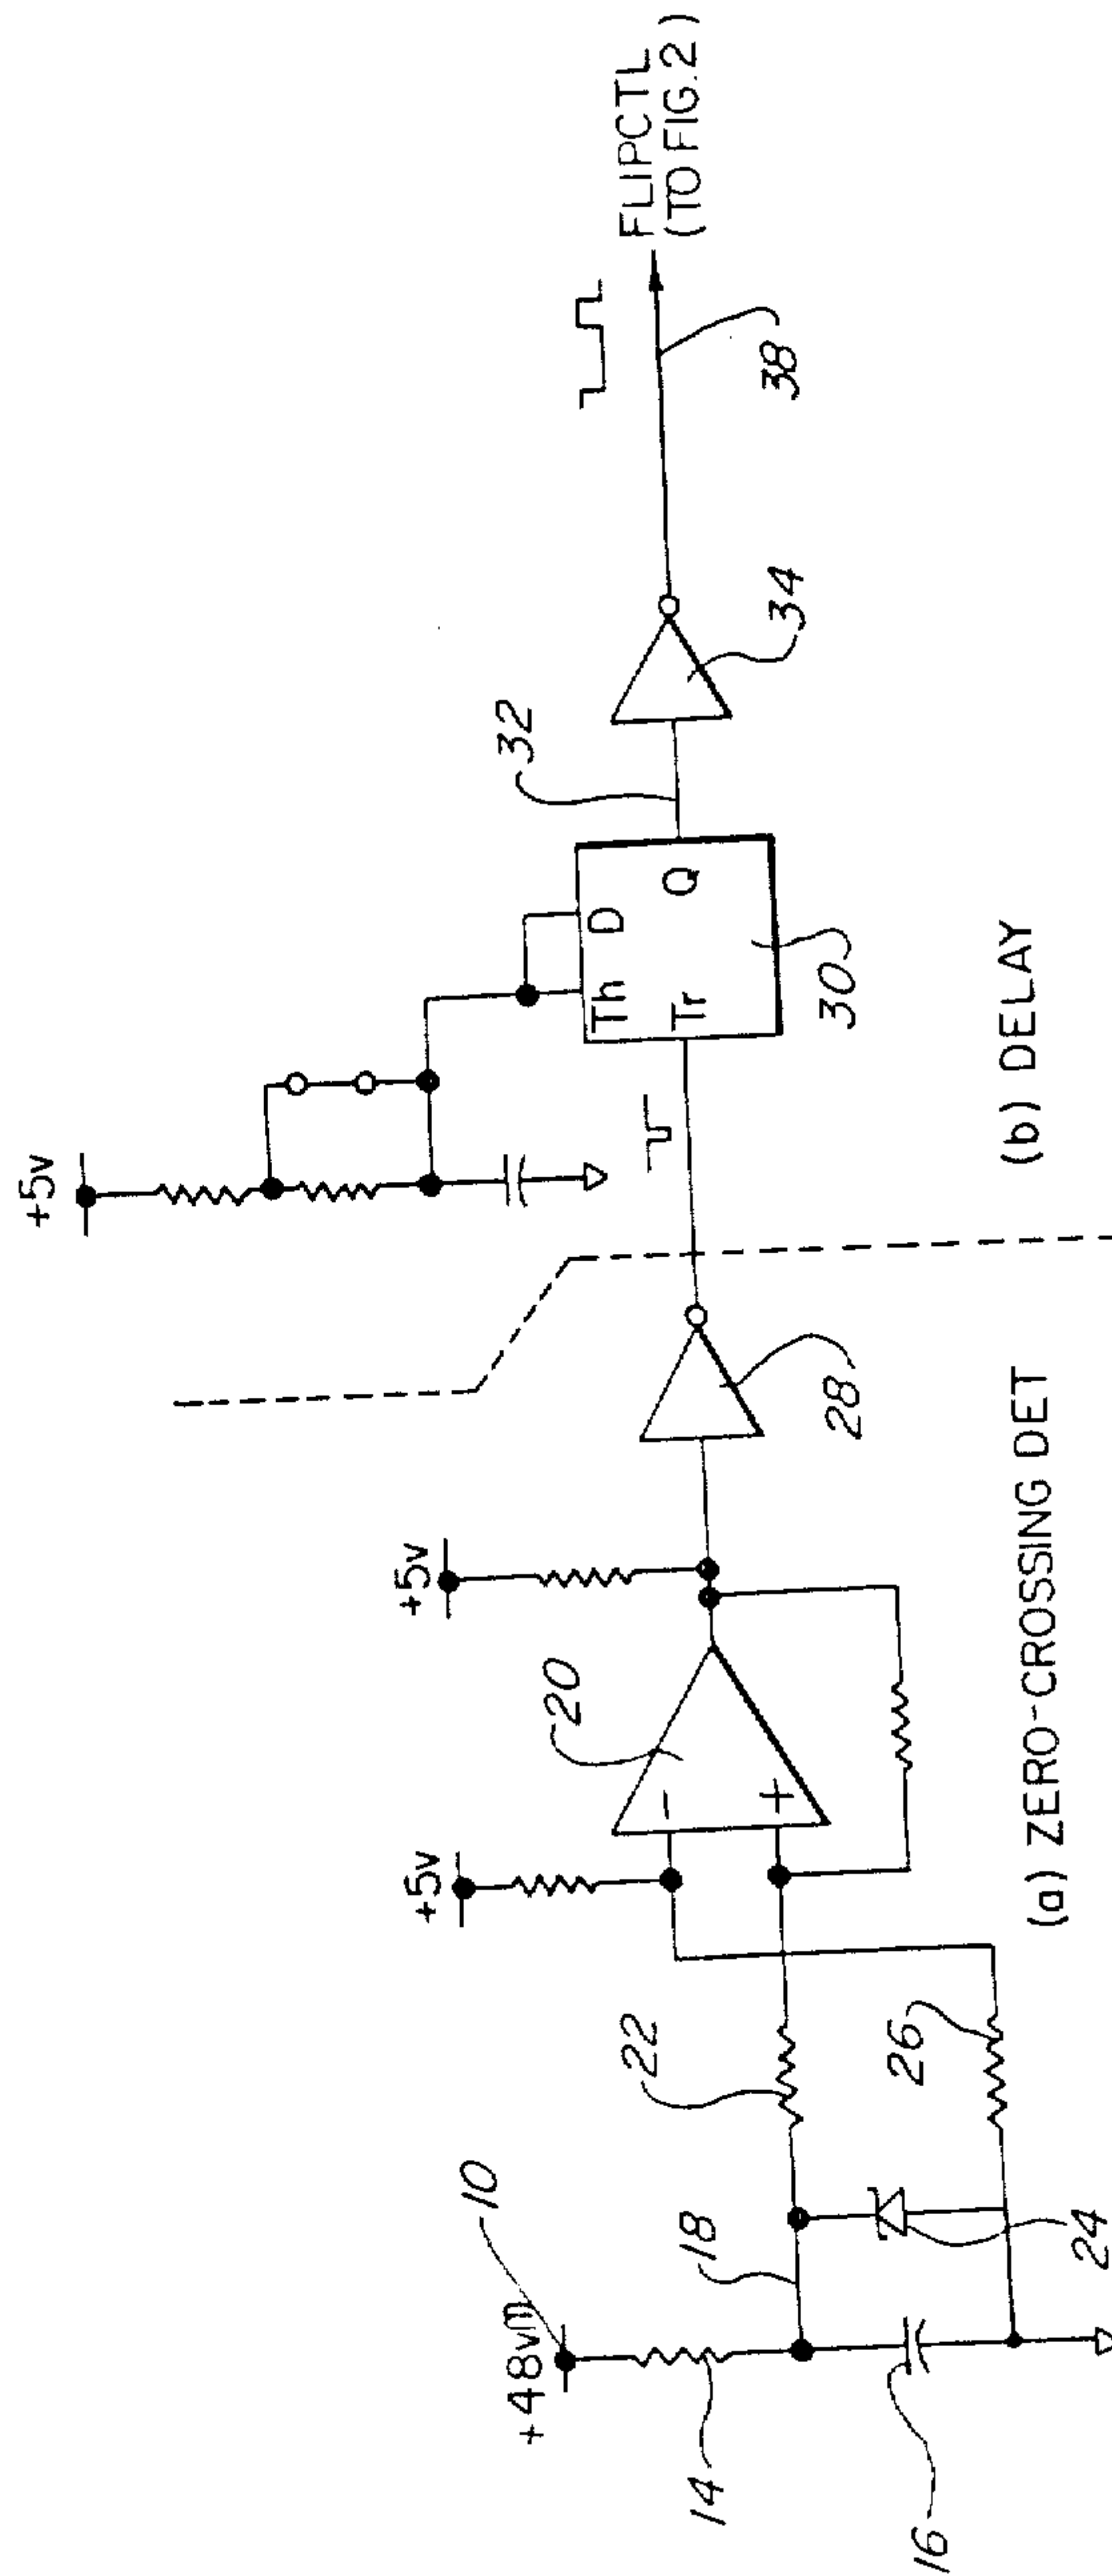 +48v⎍
10
14
16
18
22
24
26
+5v
-
+
20
+5v
28
(a) ZERO-CROSSING DET
+5v
Th D
Tr Q
30
32
34
38
FLIPCTL
(TO FIG. 2)
(b) DELAY